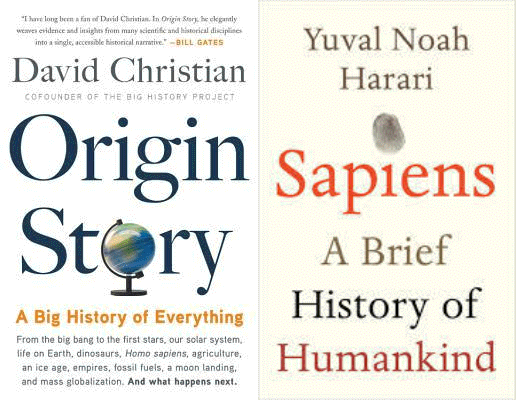 "I have long been a fan of David Christian. In Origin Story, he elegantly
weaves evidence and insights from many scientific and historical disciplines
into a single, accessible historical narrative." —BILL GATES
David Christian
COFOUNDER OF THE BIG HISTORY PROJECT
Origin
Story
A Big History of Everything
From the big bang to the first stars, our solar system,
life on Earth, dinosaurs, Homo sapiens, agriculture,
an ice age, empires, fossil fuels, a moon landing,
and mass globalization. And what happens next.
Yuval Noah
Harari
Sapiens
A Brief
History of
Humankind